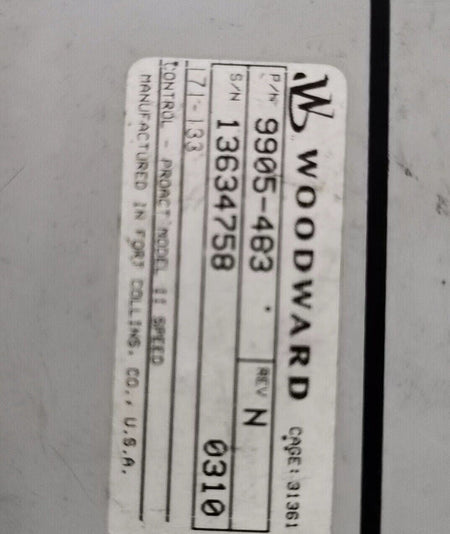 WOODWARD CAGE: 31361
P/N 9905-483 REV N
S/N 13634758 0310
171-133
CONTROL - PROACT MODEL II SPEED
MANUFACTURED IN FORT COLLINS, CO., U.S.A.